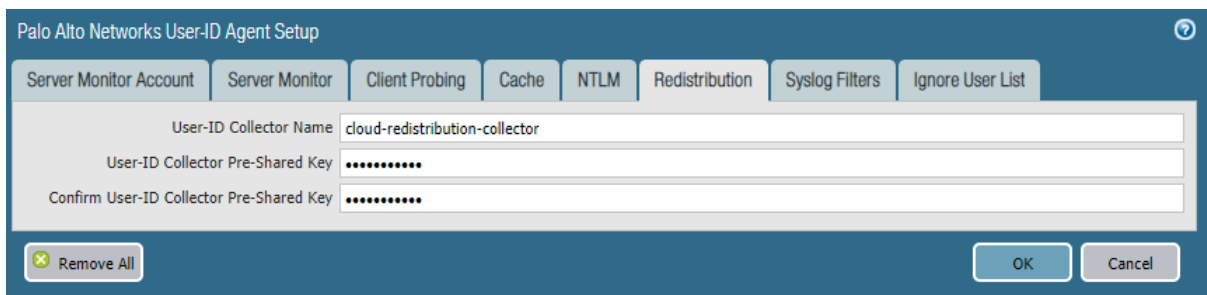 Palo Alto Networks User-ID Agent Setup
Server Monitor Account Server Monitor Client Probing Cache NTLM Redistribution Syslog Filters Ignore User List
User-ID Collector Name cloud-redistribution-collector
User-ID Collector Pre-Shared Key •••••••••••
Confirm User-ID Collector Pre-Shared Key •••••••••••
Remove All OK Cancel